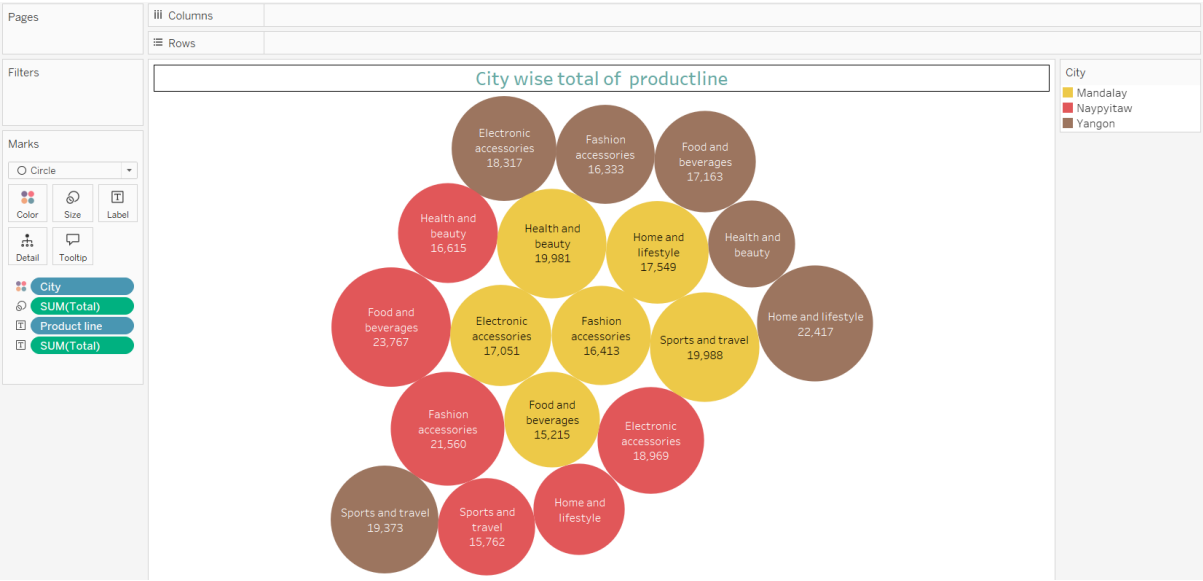 Pages
Columns
Rows
Filters
Marks
Circle
Color
Size
Label
Detail
Tooltip
City
SUM(Total)
Product line
SUM(Total)
City wise total of productline
Electronic
accessories
18,317
Fashion
accessories
16,333
Food and
beverages
17,163
Health and
beauty
16,615
Health and
beauty
19,981
Home and
lifestyle
17,549
Health and
beauty
Food and
beverages
23,767
Electronic
accessories
17,051
Fashion
accessories
16,413
Sports and travel
19,988
Home and lifestyle
22,417
Fashion
accessories
21,560
Food and
beverages
15,215
Electronic
accessories
18,969
Sports and travel
19,373
Sports and
travel
15,762
Home and
lifestyle
City
Mandalay
Naypyitaw
Yangon